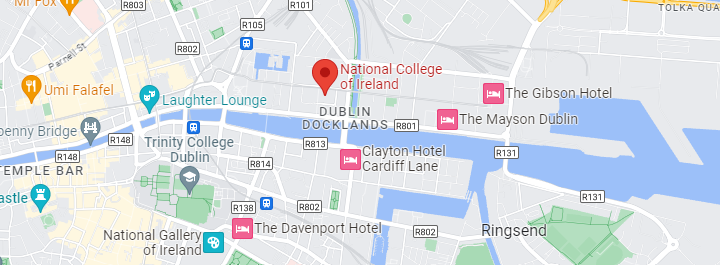 Mr Fox
R803
R101
TOLKA QUA
R105
Parnell St
R802
National College
of Ireland
Umi Falafel
The Gibson Hotel
Laughter Lounge
DUBLIN
DOCKLANDS
R801
The Mayson Dublin
penny Bridge
R148
R148
Trinity College
Dublin
R813
Clayton Hotel
Cardiff Lane
R131
R814
TEMPLE BAR
Castle
R131
R138
R802
National Gallery
of Ireland
The Davenport Hotel
R802
Ringsend